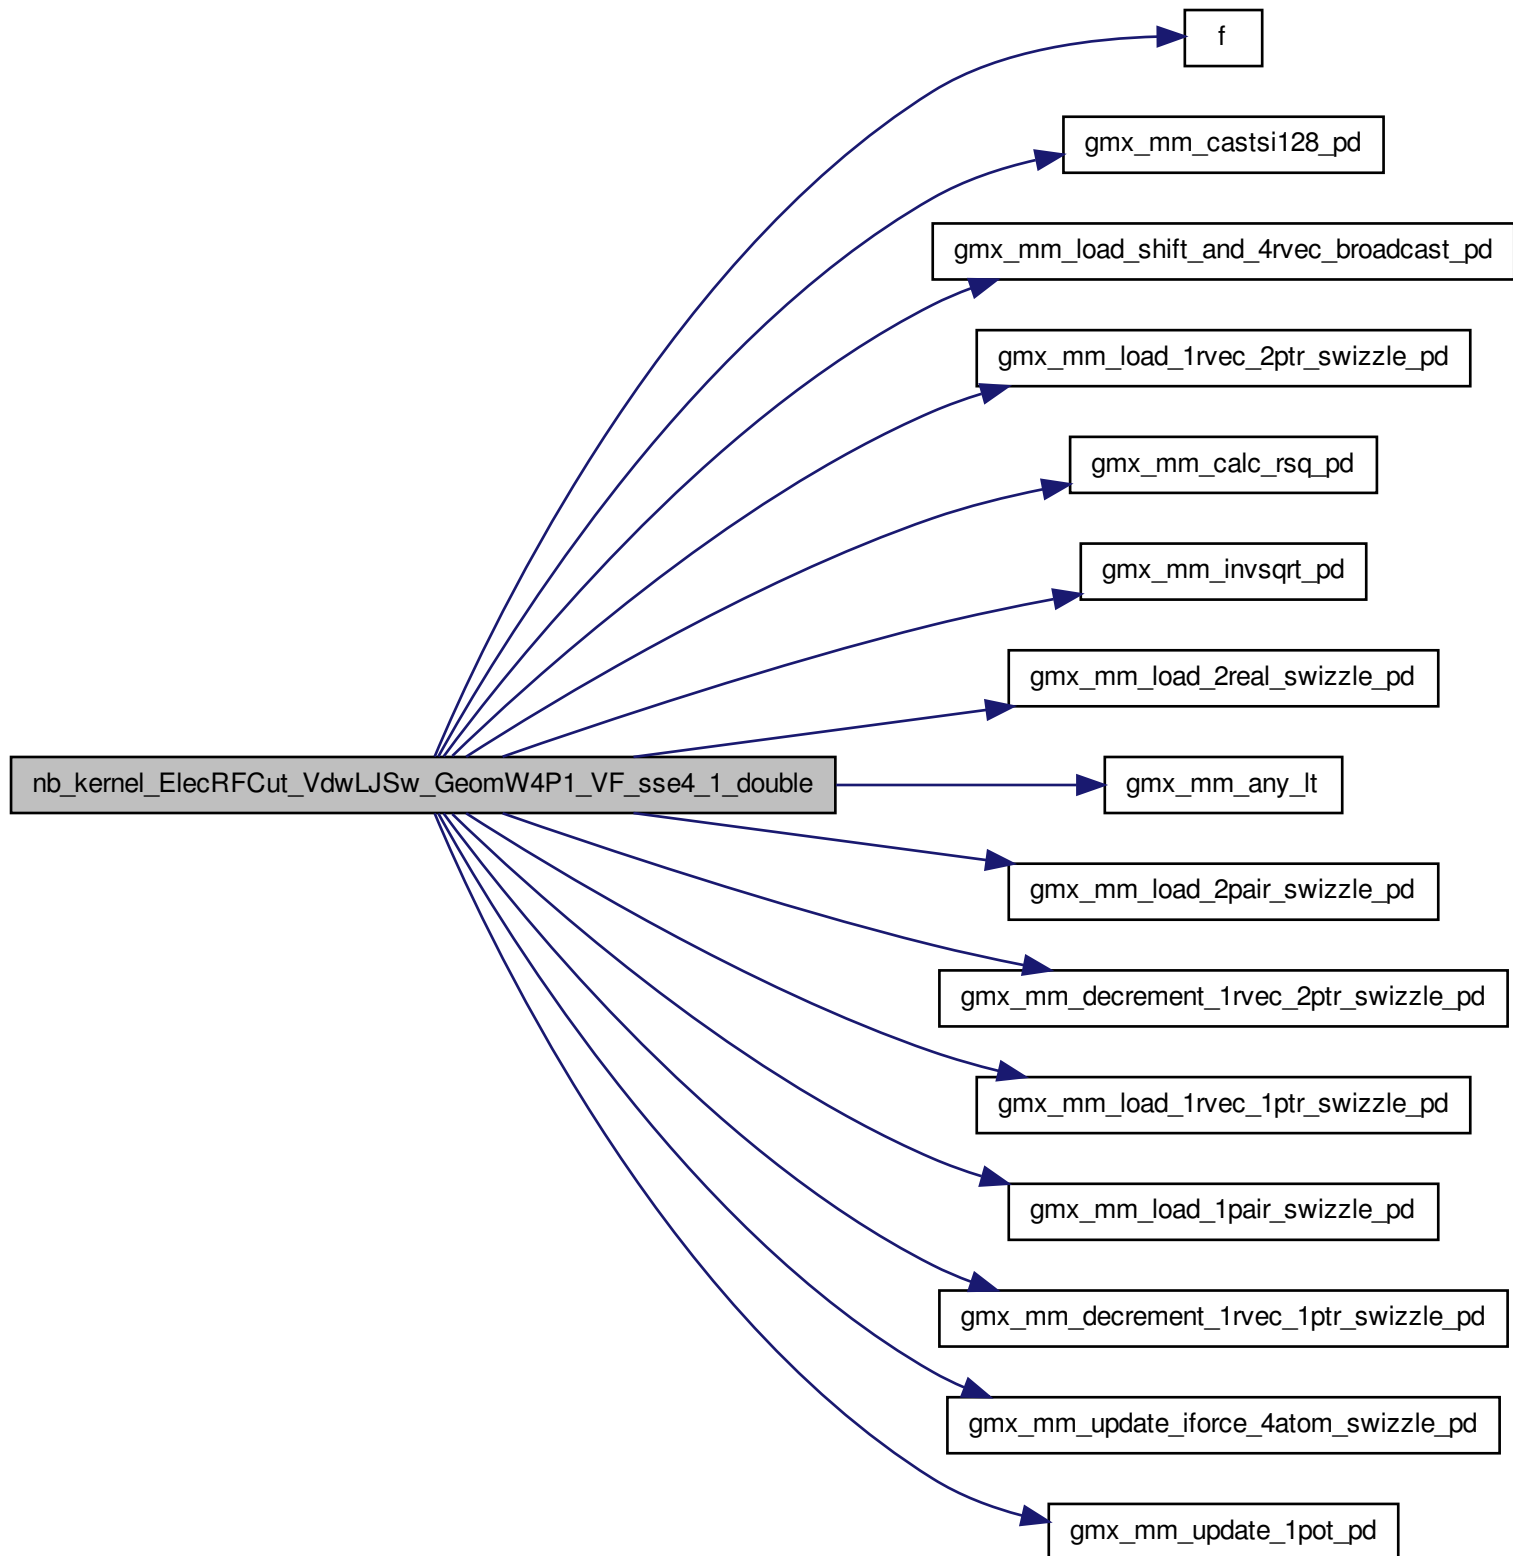 f
gmx_mm_castsi128_pd
gmx_mm_load_shift_and_4rvec_broadcast_pd
gmx_mm_load_1rvec_2ptr_swizzle_pd
gmx_mm_calc_rsq_pd
gmx_mm_invsqrt_pd
gmx_mm_load_2real_swizzle_pd
nb_kernel_ElecRFCut_VdwLJSw_GeomW4P1_VF_sse4_1_double
gmx_mm_any_lt
gmx_mm_load_2pair_swizzle_pd
gmx_mm_decrement_1rvec_2ptr_swizzle_pd
gmx_mm_load_1rvec_1ptr_swizzle_pd
gmx_mm_load_1pair_swizzle_pd
gmx_mm_decrement_1rvec_1ptr_swizzle_pd
gmx_mm_update_iforce_4atom_swizzle_pd
gmx_mm_update_1pot_pd